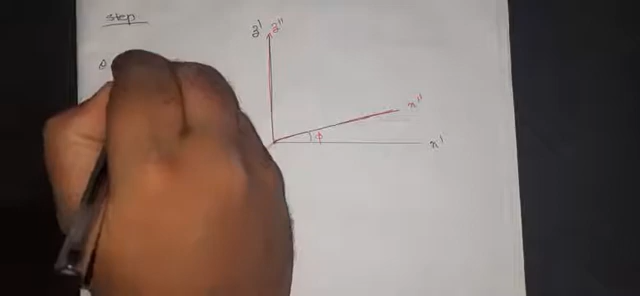 step
z' z"
x"
ϕ
x'